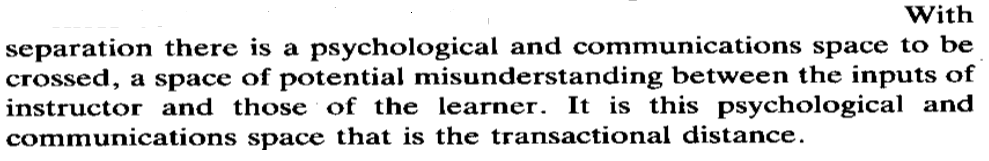 With
separation there is a psychological and communications space to be
crossed, a space of potential misunderstanding between the inputs of
instructor and those of the learner. It is this psychological and
communications space that is the transactional distance.